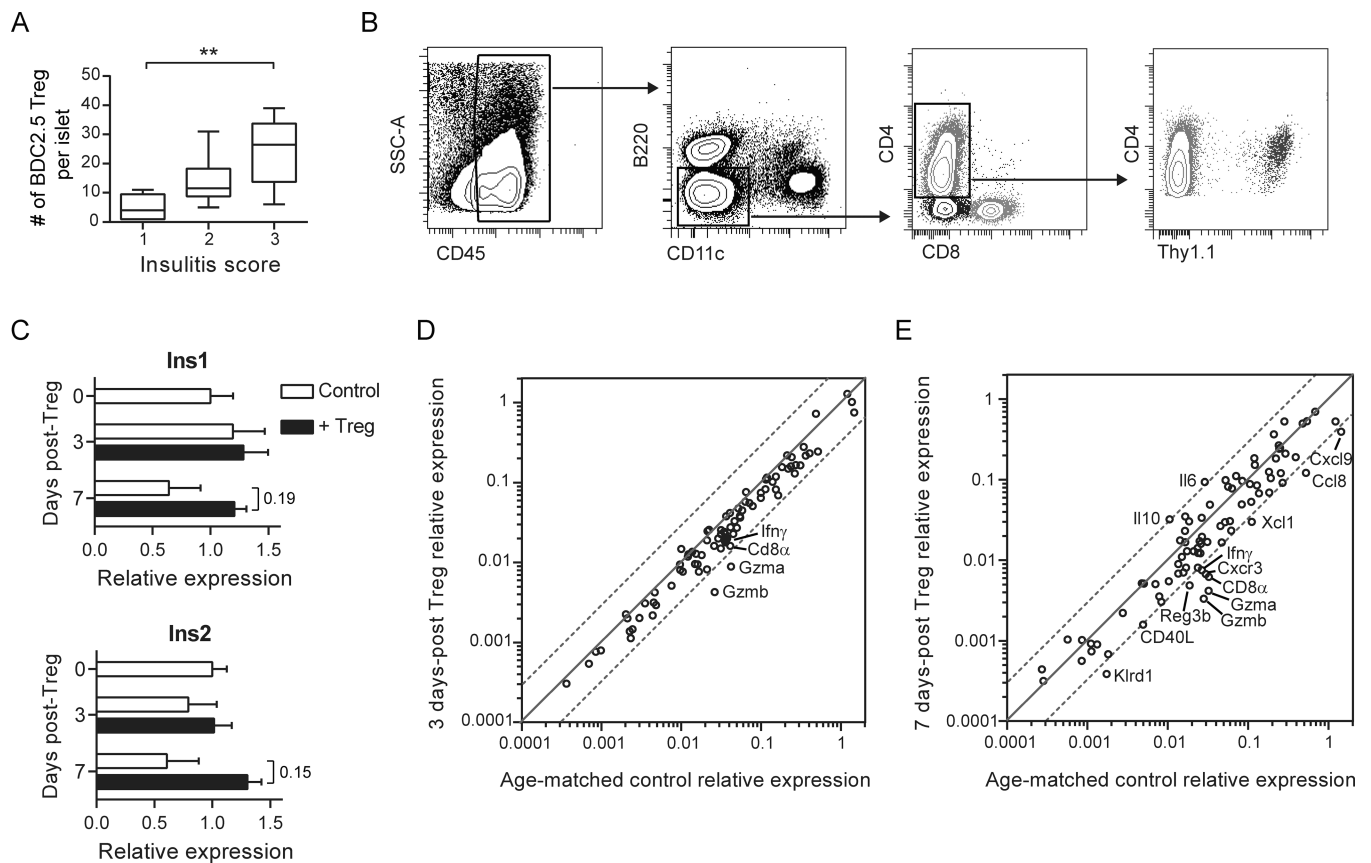 A
**
# of BDC2.5 Treg
per islet
50
40
30
20
10
0
1 2 3
Insulitis score
B
SSC-A
CD45
B220
CD11c
CD4
CD8
CD4
Thy1.1
C
Ins1
Days post-Treg
0
3
7
Control
+ Treg
0.19
0.0 0.5 1.0 1.5
Relative expression
Ins2
Days post-Treg
0
3
7
0.15
0.0 0.5 1.0 1.5
Relative expression
D
3 days-post Treg relative expression
1
0.1
0.01
0.001
0.0001
Ifnγ
Cd8α
Gzma
Gzmb
0.0001 0.001 0.01 0.1 1
Age-matched control relative expression
E
7 days-post Treg relative expression
1
0.1
0.01
0.001
0.0001
Cxcl9
Ccl8
Il6
Il10
Xcl1
Ifnγ
Cxcr3
CD8α
Gzma
Gzmb
Reg3b
CD40L
Klrd1
0.0001 0.001 0.01 0.1 1
Age-matched control relative expression